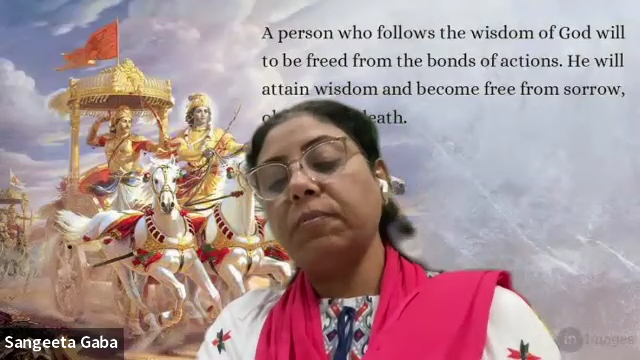 A person who follows the wisdom of God will
to be freed from the bonds of actions. He will
attain wisdom and become free from sorrow,
death.
Sangeeta Gaba